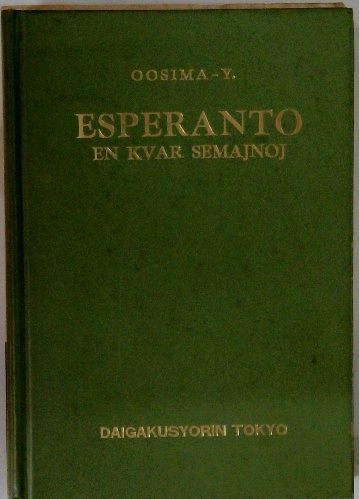 OOSIMA-Y.
ESPERANTO
EN KVAR SEMAJNOJ
DAIGAKUSYORIN TOKYO